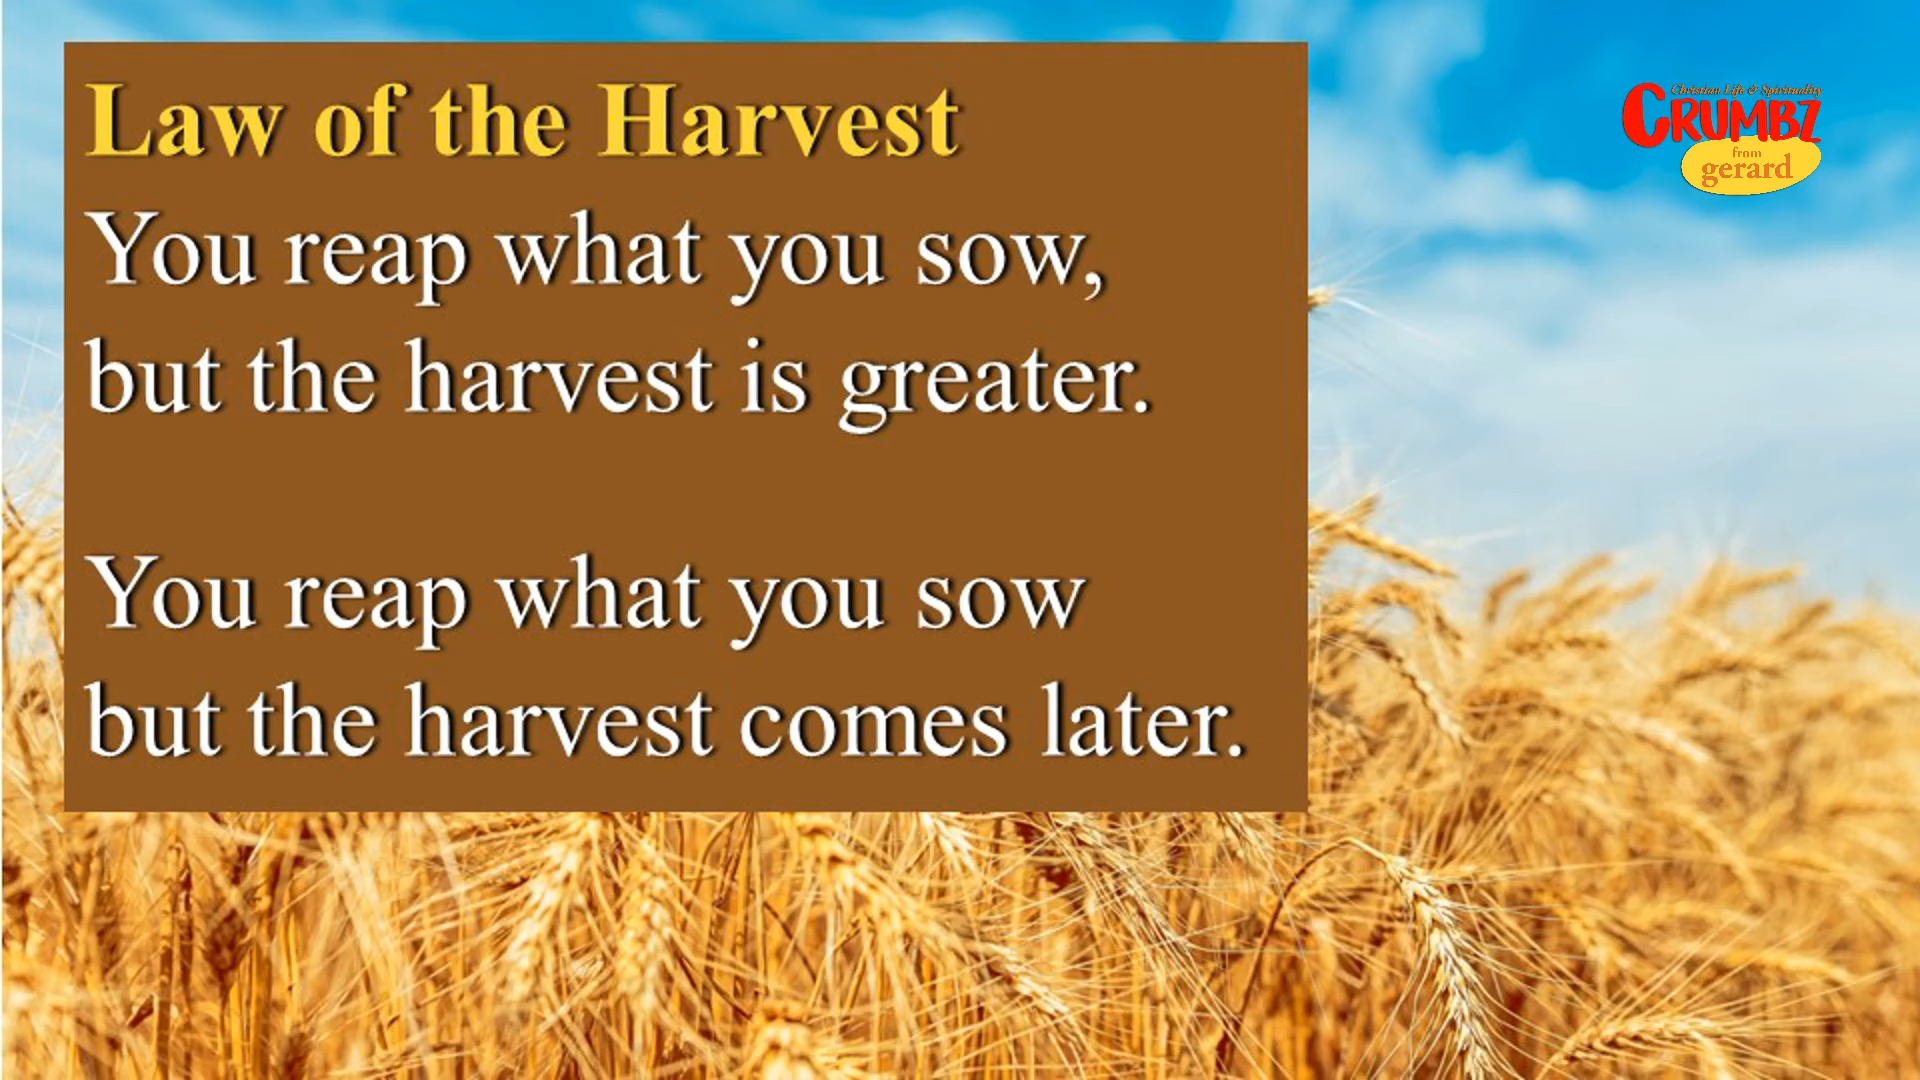 Law of the Harvest
You reap what you sow,
but the harvest is greater.
You reap what you sow
but the harvest comes later.
Christian Life & Spirituality
CRUMBZ
from
gerard